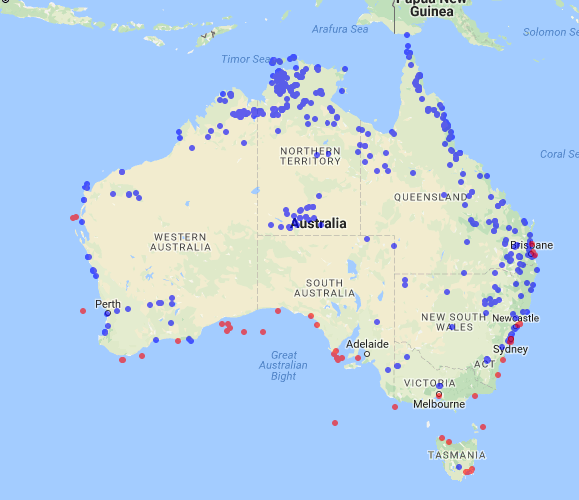 Papua New
Guinea
Arafura Sea
Solomon Se
Timor Sea
Coral Se
NORTHERN
TERRITORY
QUEENSLAND
Australia
WESTERN
AUSTRALIA
Brisbane
SOUTH
AUSTRALIA
Perth
NEW SOUTH
WALES
Newcastle
Adelaide
Sydney
Great
Australian
Bight
ACT
VICTORIA
Melbourne
TASMANIA